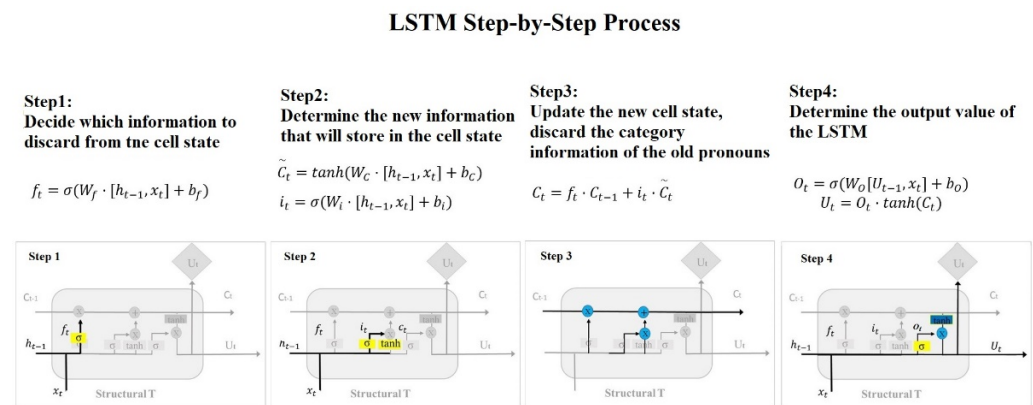 LSTM Step-by-Step Process
Step1:
Decide which information to
discard from tne cell state
f_t = σ(W_f · [h_{t−1}, x_t] + b_f)
Step2:
Determine the new information
that will store in the cell state
C̃_t = tanh(W_C · [h_{t−1}, x_t] + b_C)
i_t = σ(W_i · [h_{t−1}, x_t] + b_i)
Step3:
Update the new cell state,
discard the category
information of the old pronouns
C_t = f_t · C_{t−1} + i_t · C̃_t
Step4:
Determine the output value of
the LSTM
O_t = σ(W_O[U_{t−1}, x_t] + b_O)
U_t = O_t · tanh(C_t)
Step 1
U_t
C_{t-1}
C_t
tanh
f_t
σ
σ tanh σ
h_{t−1}
U_t
x_t
Structural T
Step 2
U_t
C_{t-1}
C_t
tanh
f_t
i_t
c_t
σ
σ tanh σ
h_{t−1}
U_t
x_t
Structural T
Step 3
U_t
C_{t-1}
C_t
tanh
σ
σ tanh σ
U_t
Structural T
Step 4
U_t
C_{t-1}
C_t
tanh
f_t
i_t
o_t
σ
σ tanh σ
h_{t−1}
U_t
x_t
Structural T